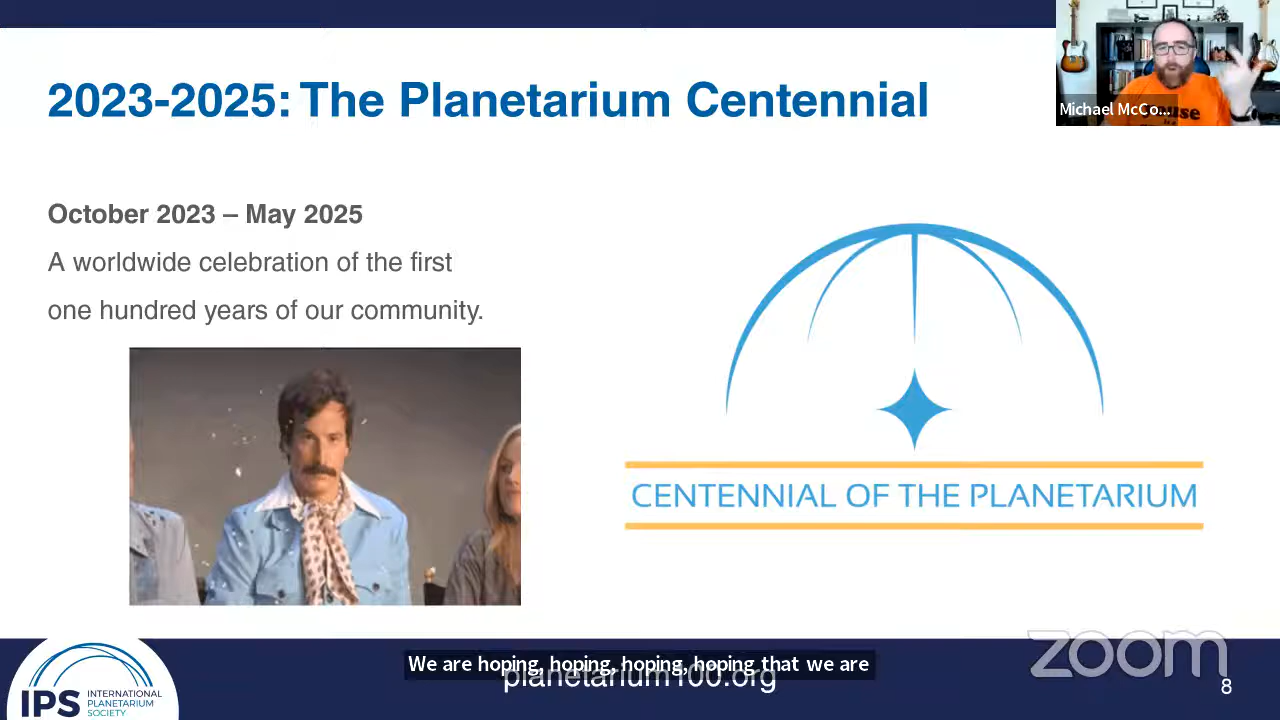 2023-2025: The Planetarium Centennial
Michael McCo...
October 2023 – May 2025
A worldwide celebration of the first
one hundred years of our community.
CENTENNIAL OF THE PLANETARIUM
We are hoping, hoping, hoping, hoping that we are
planetarium100.org
zoom
8
IPS
INTERNATIONAL
PLANETARIUM
SOCIETY